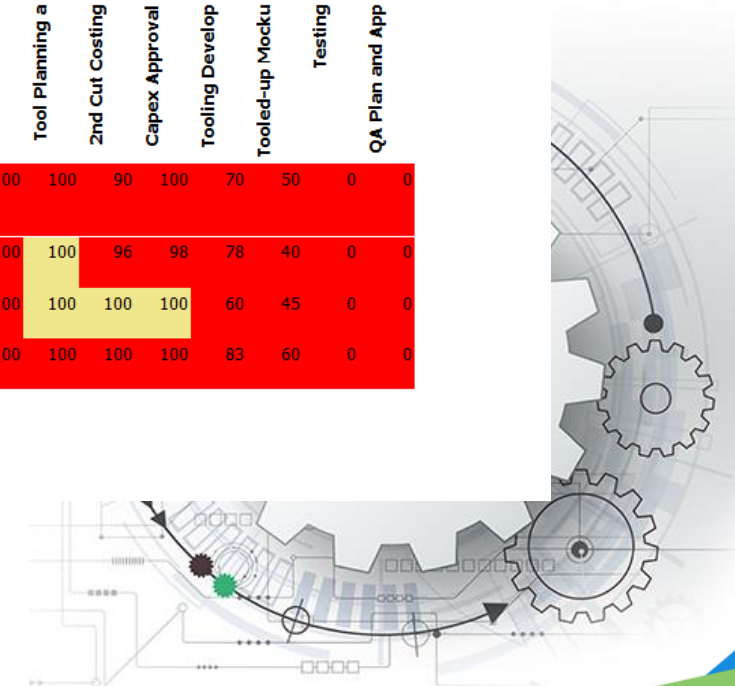 Tool Planning a
2nd Cut Costing
Capex Approval
Tooling Develop
Tooled-up Mocku
Testing
QA Plan and App
00 100 90 100 70 50 0 0
00 100 96 98 78 40 0 0
00 100 100 100 60 45 0 0
00 100 100 100 83 60 0 0